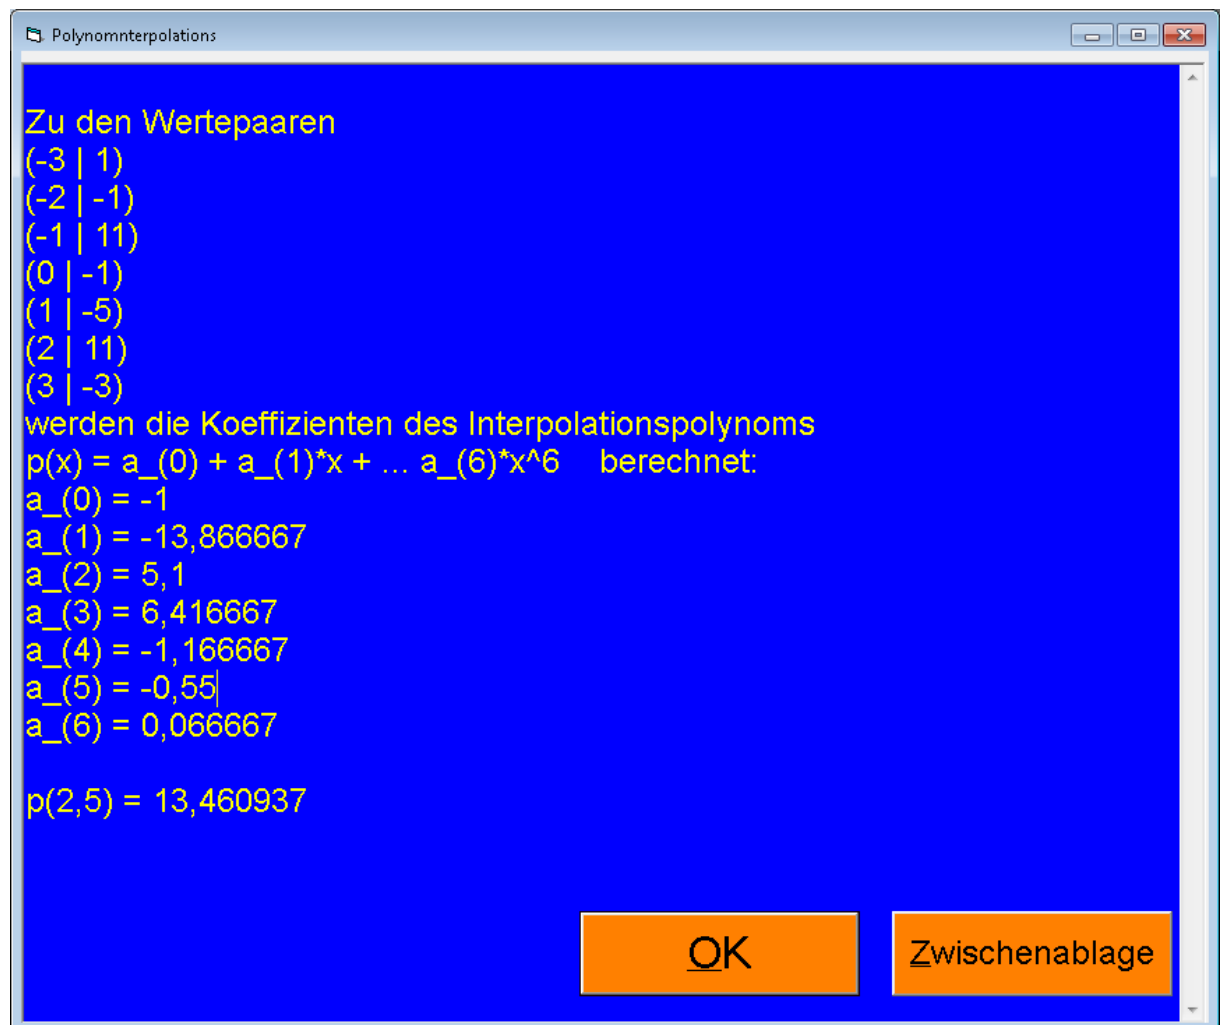 Polynomnterpolations
Zu den Wertepaaren
(-3 | 1)
(-2 | -1)
(-1 | 11)
(0 | -1)
(1 | -5)
(2 | 11)
(3 | -3)
werden die Koeffizienten des Interpolationspolynoms
p(x) = a_(0) + a_(1)*x + ... a_(6)*x^6 berechnet:
a_(0) = -1
a_(1) = -13,866667
a_(2) = 5,1
a_(3) = 6,416667
a_(4) = -1,166667
a_(5) = -0,55
a_(6) = 0,066667
p(2,5) = 13,460937
OK
Zwischenablage